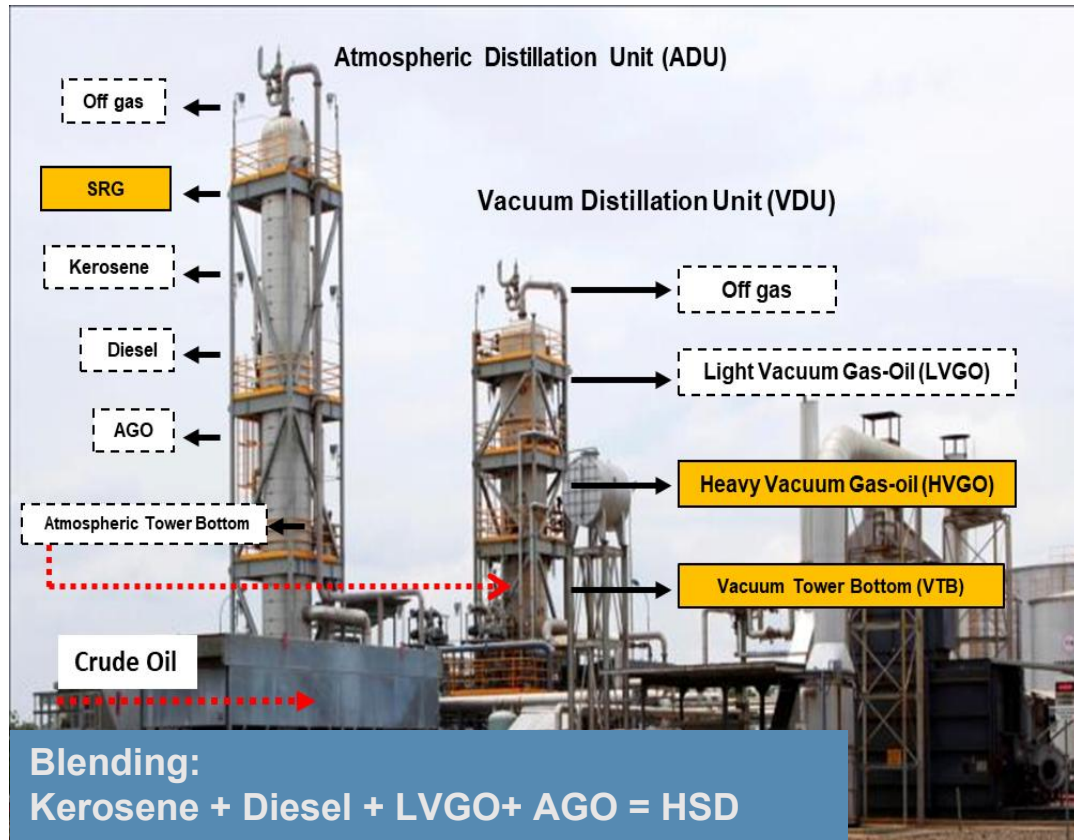 Atmospheric Distillation Unit (ADU)
Off gas
SRG
Kerosene
Diesel
AGO
Atmospheric Tower Bottom
Vacuum Distillation Unit (VDU)
Off gas
Light Vacuum Gas-Oil (LVGO)
Heavy Vacuum Gas-oil (HVGO)
Vacuum Tower Bottom (VTB)
Crude Oil
Blending:
Kerosene + Diesel + LVGO+ AGO = HSD